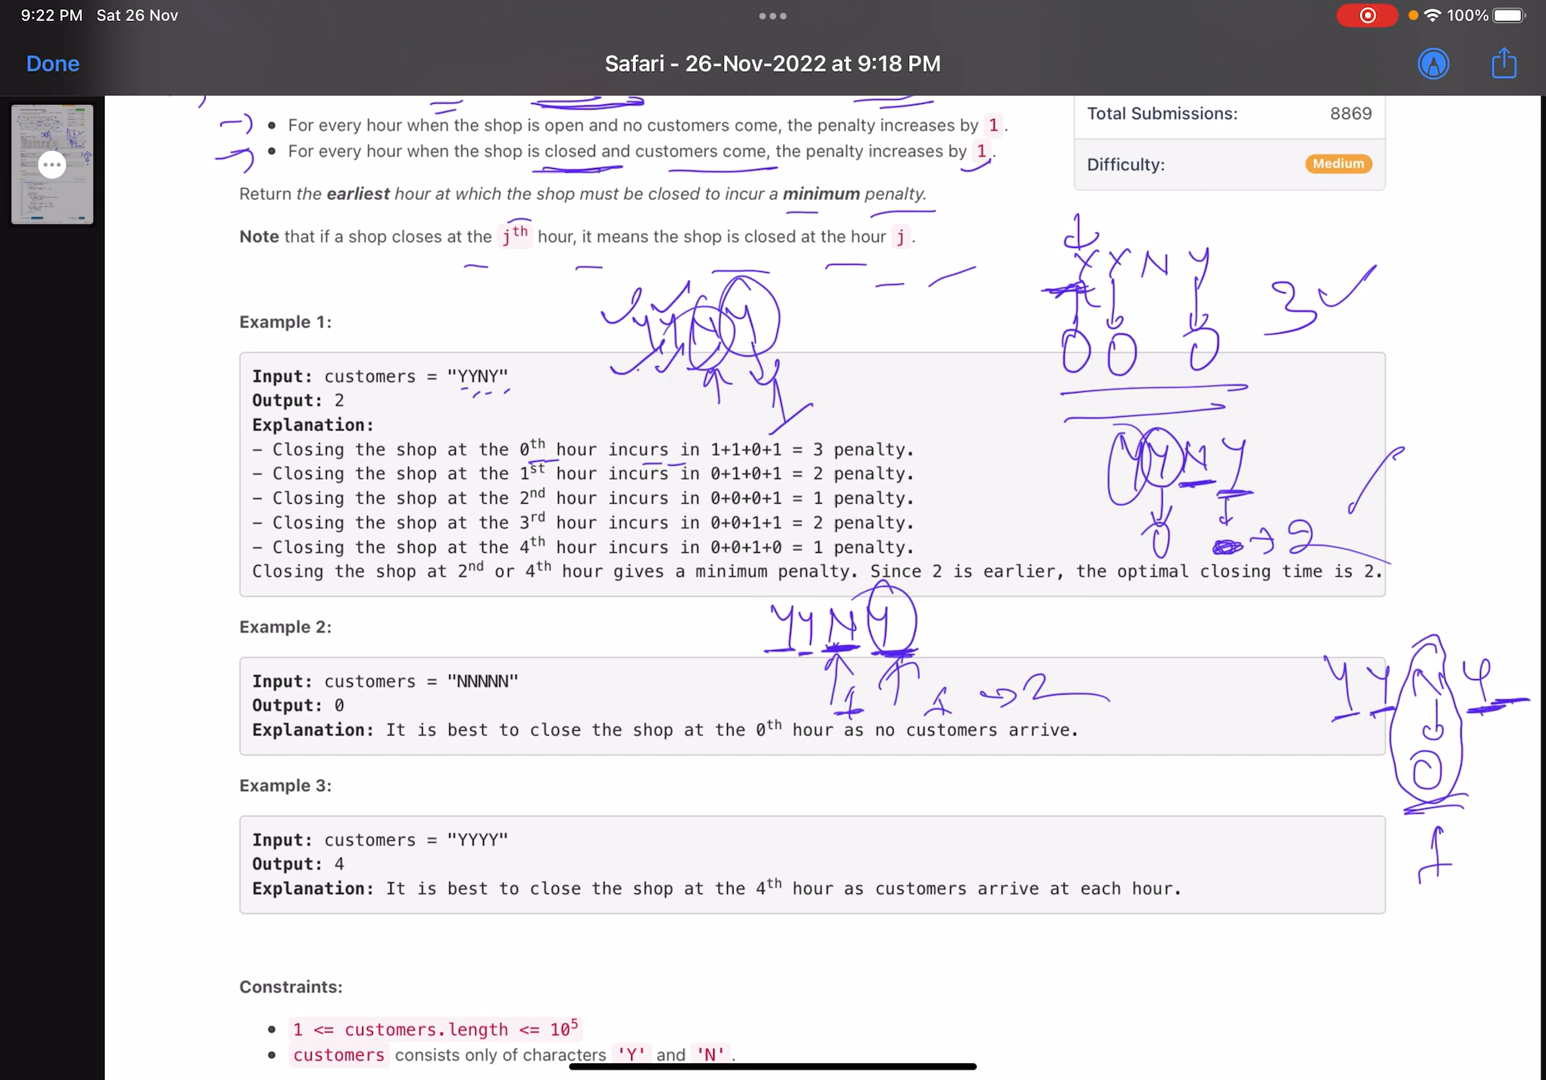 9:22 PM Sat 26 Nov
100%
Done
Safari - 26-Nov-2022 at 9:18 PM
• For every hour when the shop is open and no customers come, the penalty increases by 1 .
• For every hour when the shop is closed and customers come, the penalty increases by 1 .
Return the earliest hour at which the shop must be closed to incur a minimum penalty.
Note that if a shop closes at the jth hour, it means the shop is closed at the hour j .
Total Submissions: 8869
Difficulty: Medium
Y Y N Y
3
Y Y N Y
1
Example 1:
Input: customers = "YYNY"
Output: 2
Explanation:
- Closing the shop at the 0th hour incurs in 1+1+0+1 = 3 penalty.
- Closing the shop at the 1st hour incurs in 0+1+0+1 = 2 penalty.
- Closing the shop at the 2nd hour incurs in 0+0+0+1 = 1 penalty.
- Closing the shop at the 3rd hour incurs in 0+0+1+1 = 2 penalty.
- Closing the shop at the 4th hour incurs in 0+0+1+0 = 1 penalty.
Closing the shop at 2nd or 4th hour gives a minimum penalty. Since 2 is earlier, the optimal closing time is 2.
Y Y N Y
2
Y Y N Y
1 1 → 2
Example 2:
Input: customers = "NNNNN"
Output: 0
Explanation: It is best to close the shop at the 0th hour as no customers arrive.
Y Y N Y
1
Example 3:
Input: customers = "YYYY"
Output: 4
Explanation: It is best to close the shop at the 4th hour as customers arrive at each hour.
Constraints:
• 1 <= customers.length <= 10^5
• customers consists only of characters 'Y' and 'N' .